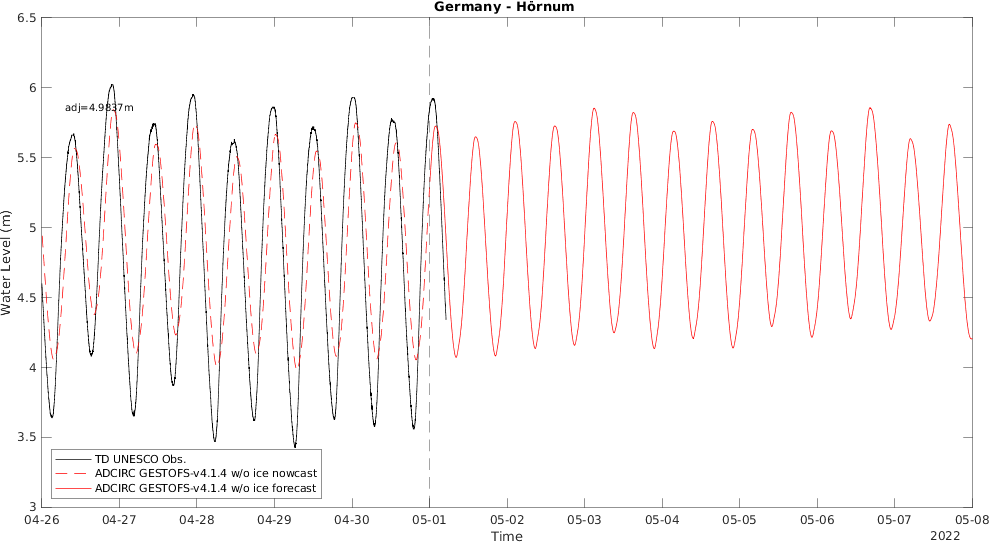 Germany - Hörnum
6.5
6
5.5
5
4.5
4
3.5
3
Water Level (m)
adj=4.9837m
TD UNESCO Obs.
ADCIRC GESTOFS-v4.1.4 w/o ice nowcast
ADCIRC GESTOFS-v4.1.4 w/o ice forecast
04-26 04-27 04-28 04-29 04-30 05-01 05-02 05-03 05-04 05-05 05-06 05-07 05-08
Time
2022